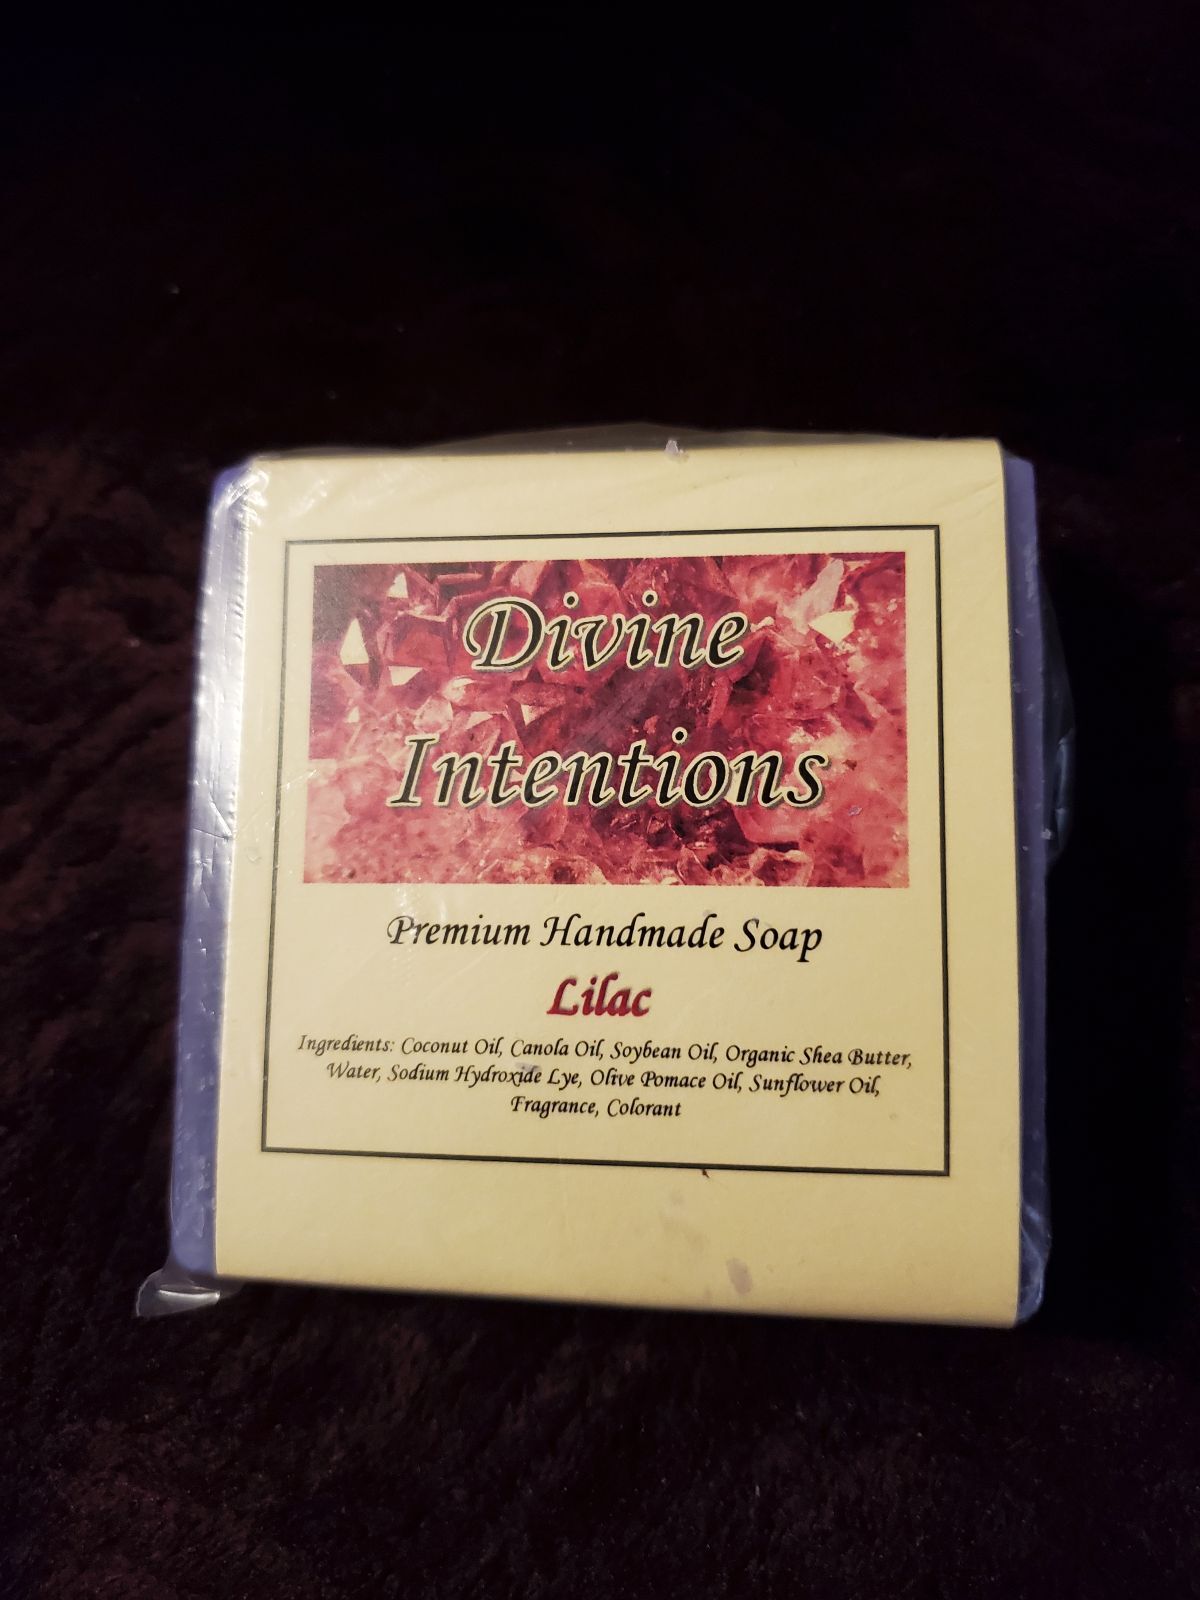 Divine
Intentions
Premium Handmade Soap
Lilac
Ingredients: Coconut Oil, Canola Oil, Soybean Oil, Organic Shea Butter,
Water, Sodium Hydroxide Lye, Olive Pomace Oil, Sunflower Oil,
Fragrance, Colorant